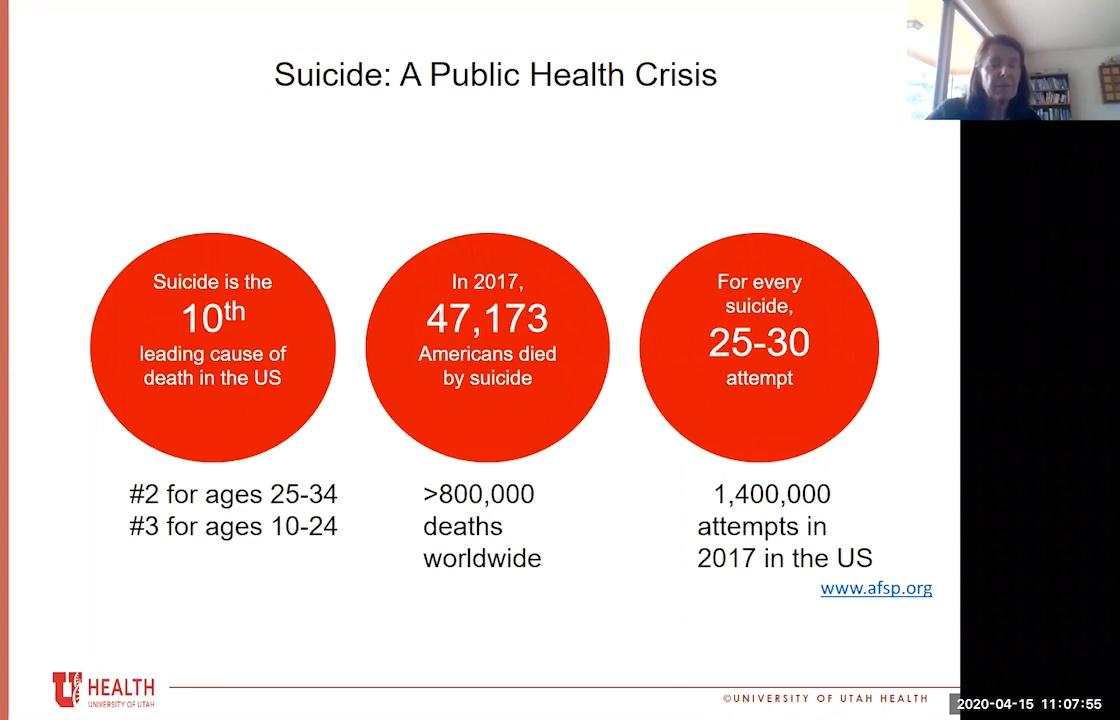 Suicide: A Public Health Crisis
Suicide is the
10th
leading cause of
death in the US
In 2017,
47,173
Americans died
by suicide
For every
suicide,
25-30
attempt
#2 for ages 25-34
#3 for ages 10-24
>800,000
deaths
worldwide
1,400,000
attempts in
2017 in the US
www.afsp.org
U HEALTH
UNIVERSITY OF UTAH
©UNIVERSITY OF UTAH HEALTH
2020-04-15 11:07:55